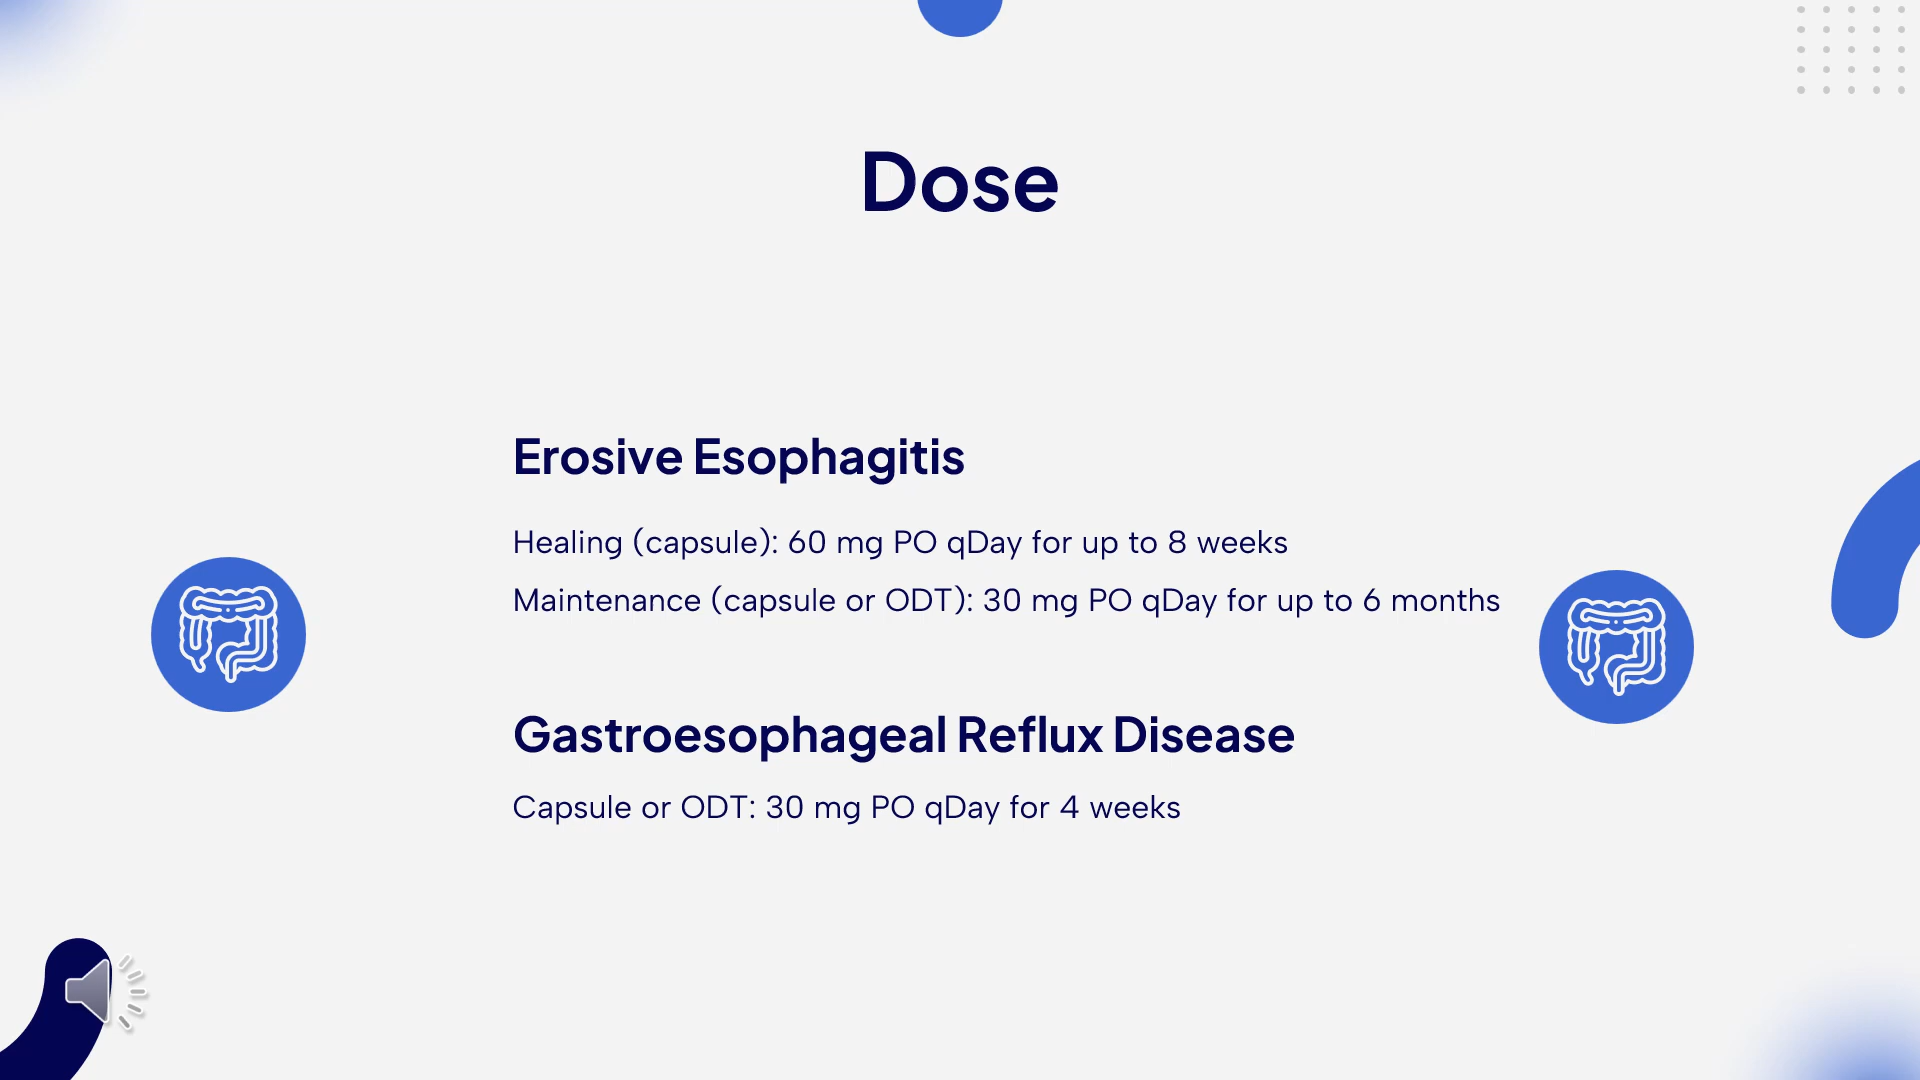 Dose
Erosive Esophagitis
Healing (capsule): 60 mg PO qDay for up to 8 weeks
Maintenance (capsule or ODT): 30 mg PO qDay for up to 6 months
Gastroesophageal Reflux Disease
Capsule or ODT: 30 mg PO qDay for 4 weeks